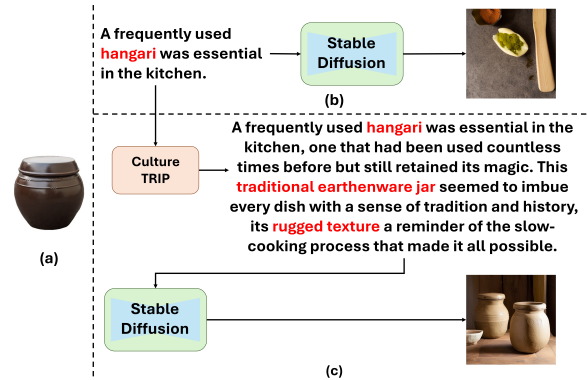 A frequently used
hangari was essential
in the kitchen.
Stable
Diffusion
(b)
Culture
TRIP
A frequently used hangari was essential in the
kitchen, one that had been used countless
times before but still retained its magic. This
traditional earthenware jar seemed to imbue
every dish with a sense of tradition and history,
its rugged texture a reminder of the slow-
cooking process that made it all possible.
(a)
Stable
Diffusion
(c)